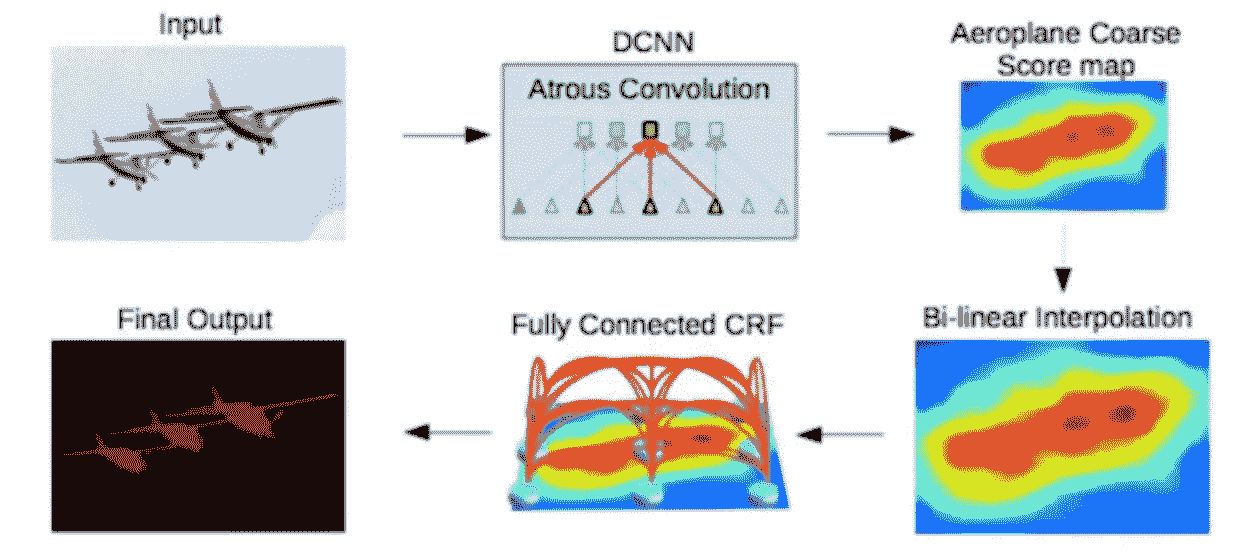 Input
DCNN
Atrous Convolution
Aeroplane Coarse
Score map
Bi-linear Interpolation
Fully Connected CRF
Final Output